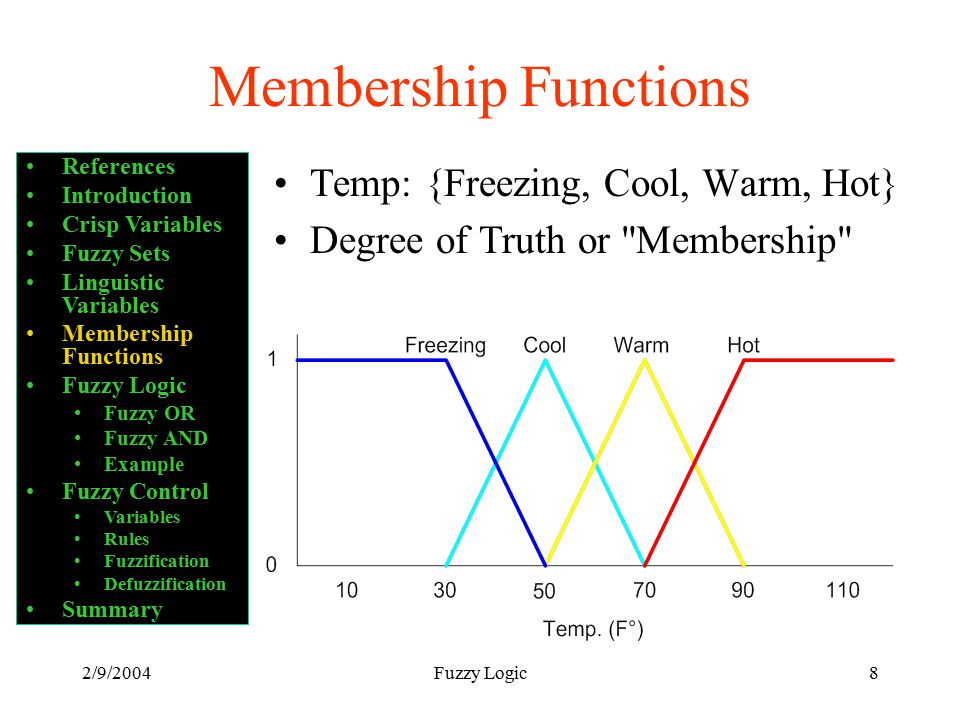 Membership Functions
• References
• Introduction
• Crisp Variables
• Fuzzy Sets
• Linguistic
Variables
• Membership
Functions
• Fuzzy Logic
• Fuzzy OR
• Fuzzy AND
• Example
• Fuzzy Control
• Variables
• Rules
• Fuzzification
• Defuzzification
• Summary
• Temp: {Freezing, Cool, Warm, Hot}
• Degree of Truth or "Membership"
Freezing Cool Warm Hot
1
0
10 30 50 70 90 110
Temp. (F°)
2/9/2004 Fuzzy Logic 8